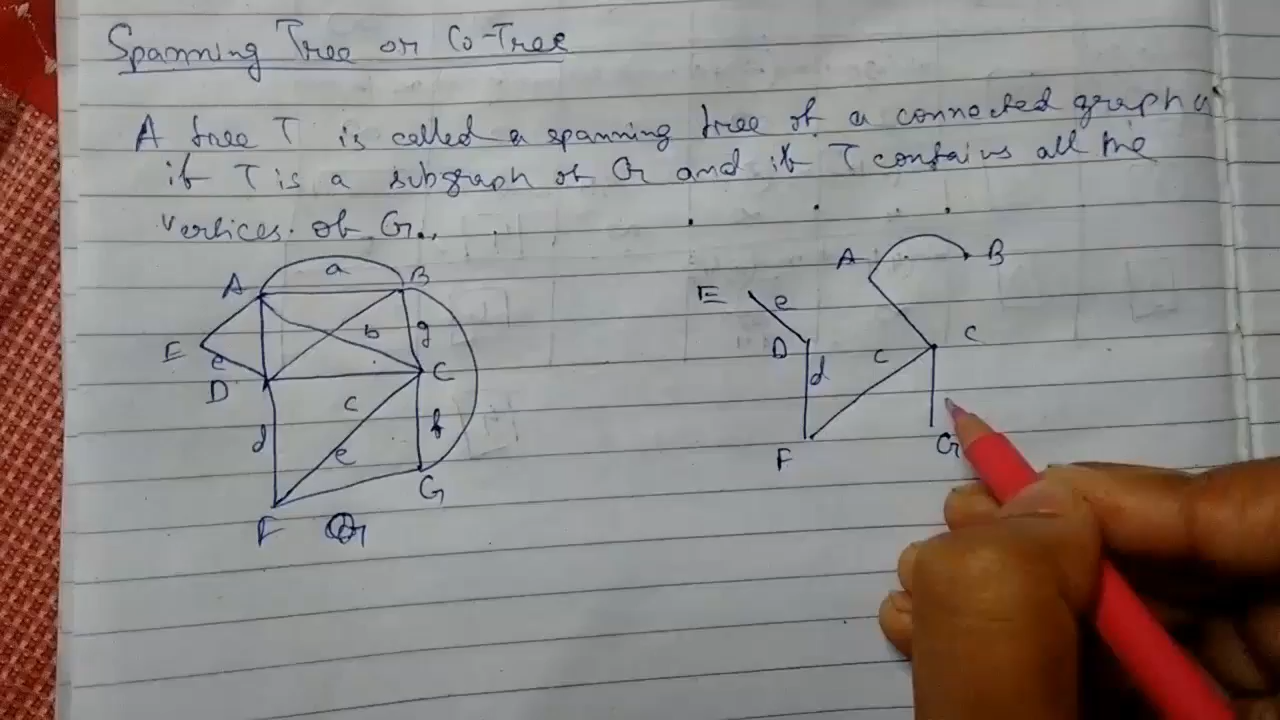 Spanning Tree or Co-Tree
A tree T is called a spanning tree of a connected graph G
if T is a subgraph of G and if T contains all the
vertices of G.
a
A B
b g
E e
D C
c
d f
e
G
F G
A B
E e
D c C
d
F G